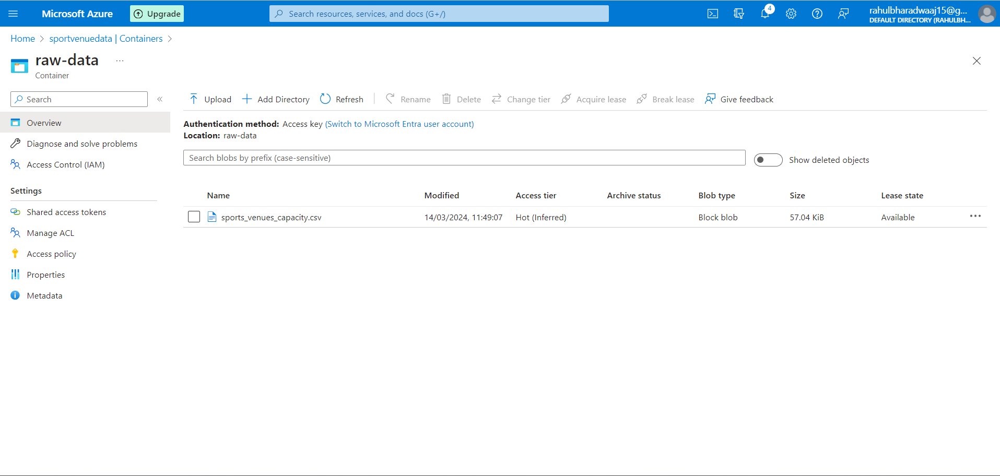 Microsoft Azure
Upgrade
Search resources, services, and docs (G+/)
4
rahulbharadwaaj15@g...
DEFAULT DIRECTORY (RAHULBH...
Home > sportvenuedata | Containers >
raw-data ...
Container
Search «
Upload
Add Directory
Refresh
Rename
Delete
Change tier
Acquire lease
Break lease
Give feedback
Overview
Diagnose and solve problems
Access Control (IAM)
Settings
Shared access tokens
Manage ACL
Access policy
Properties
Metadata
Authentication method: Access key (Switch to Microsoft Entra user account)
Location: raw-data
Search blobs by prefix (case-sensitive)
Show deleted objects
Name Modified Access tier Archive status Blob type Size Lease state
sports_venues_capacity.csv 14/03/2024, 11:49:07 Hot (Inferred) Block blob 57.04 KiB Available ...